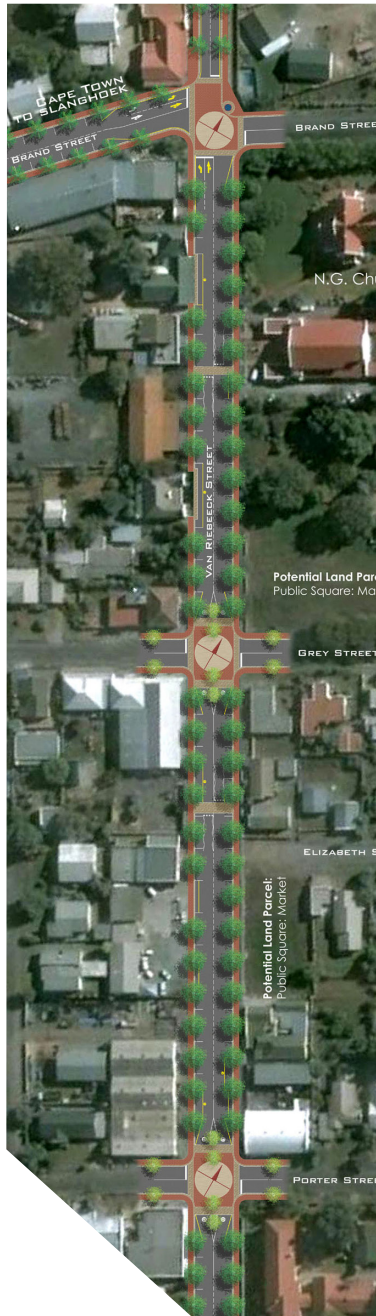 CAPE TOWN
TO SLANGHOEK
BRAND STREET
BRAND STREE
N.G. Chu
VAN RIEBEECK STREET
Potential Land Parc
Public Square: Ma
GREY STREET
ELIZABETH S
Potential Land Parcel:
Public Square: Market
PORTER STREE